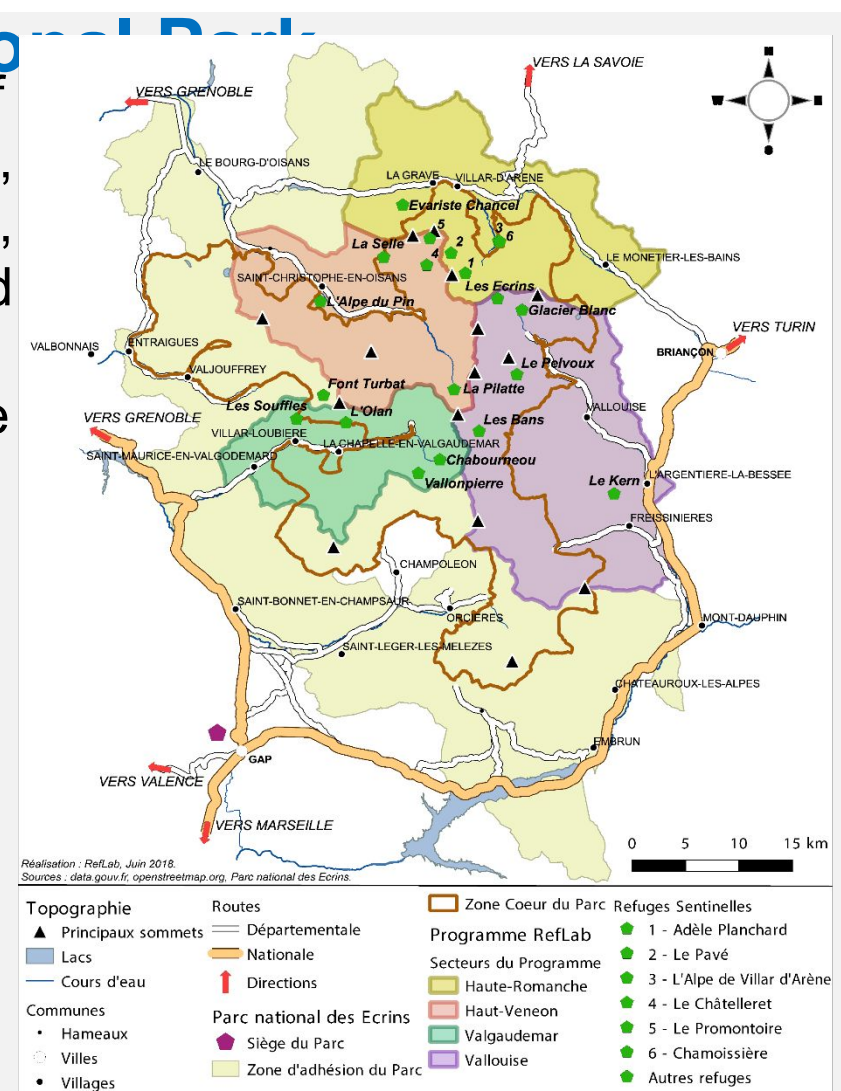 VERS LA SAVOIE
VERS GRENOBLE
N
W
E
S
LE BOURG-D'OISANS
LA GRAVE
VILLAR-D'ARENE
Evariste Chancel
5
3
La Selle
2
6
4
1
LE MONETIER-LES-BAINS
SAINT-CHRISTOPHE-EN-OISANS
Les Ecrins
L'Alpe du Pin
Glacier Blanc
VERS TURIN
VALBONNAIS
ENTRAIGUES
BRIANÇON
VALJOUFFREY
Le Pelvoux
Font Turbat
La Pilatte
Les Souffles
L'Olan
VALLOUISE
VERS GRENOBLE
Les Bans
VILLAR-LOUBIERE
LA CHAPELLE-EN-VALGAUDEMAR
SAINT-MAURICE-EN-VALGODEMARD
Chabourneou
Vallonpierre
Le Kern
L'ARGENTIERE-LA-BESSEE
FREISSINIERES
CHAMPOLEON
SAINT-BONNET-EN-CHAMPSAUR
ORCIERES
MONT-DAUPHIN
SAINT-LEGER-LES-MELEZES
CHATEAUROUX-LES-ALPES
EMBRUN
GAP
VERS VALENCE
VERS MARSEILLE
0 5 10 15 km
Réalisation : RefLab, Juin 2018.
Sources : data.gouv.fr, openstreetmap.org, Parc national des Ecrins.
Topographie
Principaux sommets
Lacs
Cours d'eau
Communes
Hameaux
Villes
Villages
Routes
Départementale
Nationale
Directions
Parc national des Ecrins
Siège du Parc
Zone d'adhésion du Parc
Zone Coeur du Parc
Programme RefLab
Secteurs du Programme
Haute-Romanche
Haut-Veneon
Valgaudemar
Vallouise
Refuges Sentinelles
1 - Adèle Planchard
2 - Le Pavé
3 - L'Alpe de Villar d'Arène
4 - Le Châtelleret
5 - Le Promontoire
6 - Chamoissière
Autres refuges